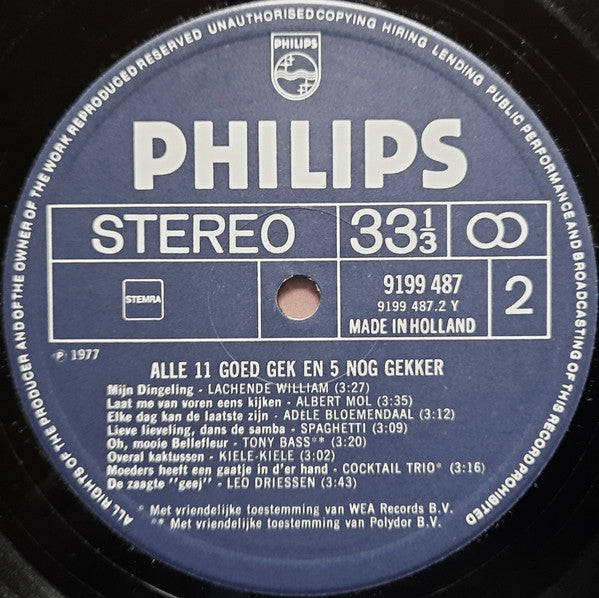 ALL RIGHTS OF THE PRODUCER AND OF THE OWNER OF THE WORK REPRODUCED RESERVED UNAUTHORISED COPYING HIRING LENDING PUBLIC PERFORMANCE AND BROADCASTING OF THIS RECORD PROHIBITED
PHILIPS
PHILIPS
STEREO
33 1/3
STEMRA
9199 487
9199 487.2 Y
MADE IN HOLLAND
2
℗ 1977
ALLE 11 GOED GEK EN 5 NOG GEKKER
Mijn Dingeling - LACHENDE WILLIAM (3:27)
Laat me van voren eens kijken - ALBERT MOL (3:35)
Elke dag kan de laatste zijn - ADÈLE BLOEMENDAAL (3:12)
Lieve lieveling, dans de samba - SPAGHETTI (3:09)
Oh, mooie Bellefleur - TONY BASS** (3:20)
Overal kaktussen - KIELE-KIELE (3:02)
Moeders heeft een gaatje in d'er hand - COCKTAIL TRIO* (3:16)
De zaagte "geej" - LEO DRIESSEN (3:43)
* Met vriendelijke toestemming van WEA Records B.V.
** Met vriendelijke toestemming van Polydor B.V.